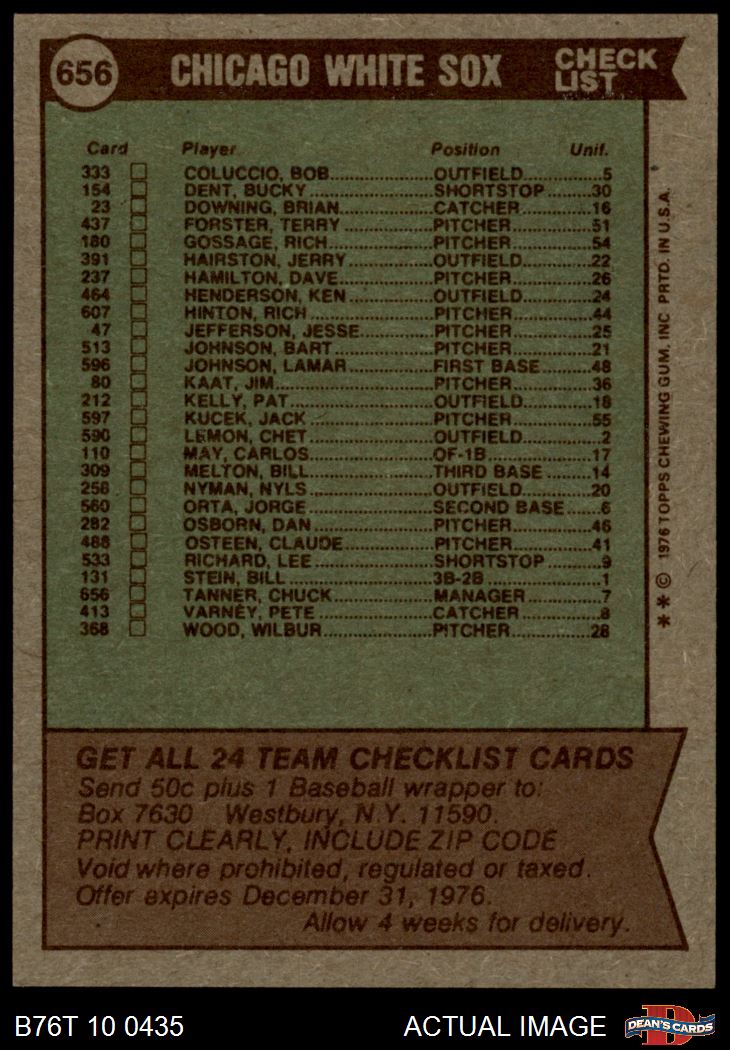 656 CHICAGO WHITE SOX CHECK LIST
Card Player Position Unif.
333 COLUCCIO, BOB OUTFIELD 5
154 DENT, BUCKY SHORTSTOP 30
23 DOWNING, BRIAN CATCHER 16
437 FORSTER, TERRY PITCHER 51
180 GOSSAGE, RICH PITCHER 54
391 HAIRSTON, JERRY OUTFIELD 22
237 HAMILTON, DAVE PITCHER 26
464 HENDERSON, KEN OUTFIELD 24
607 HINTON, RICH PITCHER 44
47 JEFFERSON, JESSE PITCHER 25
513 JOHNSON, BART PITCHER 21
596 JOHNSON, LAMAR FIRST BASE 48
80 KAAT, JIM PITCHER 36
212 KELLY, PAT OUTFIELD 18
597 KUCEK, JACK PITCHER 55
590 LEMON, CHET OUTFIELD 2
110 MAY, CARLOS OF-1B 17
309 MELTON, BILL THIRD BASE 14
258 NYMAN, NYLS OUTFIELD 20
560 ORTA, JORGE SECOND BASE 6
282 OSBORN, DAN PITCHER 46
488 OSTEEN, CLAUDE PITCHER 41
533 RICHARD, LEE SHORTSTOP 9
131 STEIN, BILL 3B-2B 1
656 TANNER, CHUCK MANAGER 7
413 VARNEY, PETE CATCHER 8
368 WOOD, WILBUR PITCHER 28
**© 1976 TOPPS CHEWING GUM, INC PRTD. IN U.S.A.
GET ALL 24 TEAM CHECKLIST CARDS
Send 50c plus 1 Baseball wrapper to:
Box 7630 Westbury, N.Y. 11590.
PRINT CLEARLY, INCLUDE ZIP CODE
Void where prohibited, regulated or taxed.
Offer expires December 31, 1976.
Allow 4 weeks for delivery.
B76T 10 0435 ACTUAL IMAGE DEAN'S CARDS